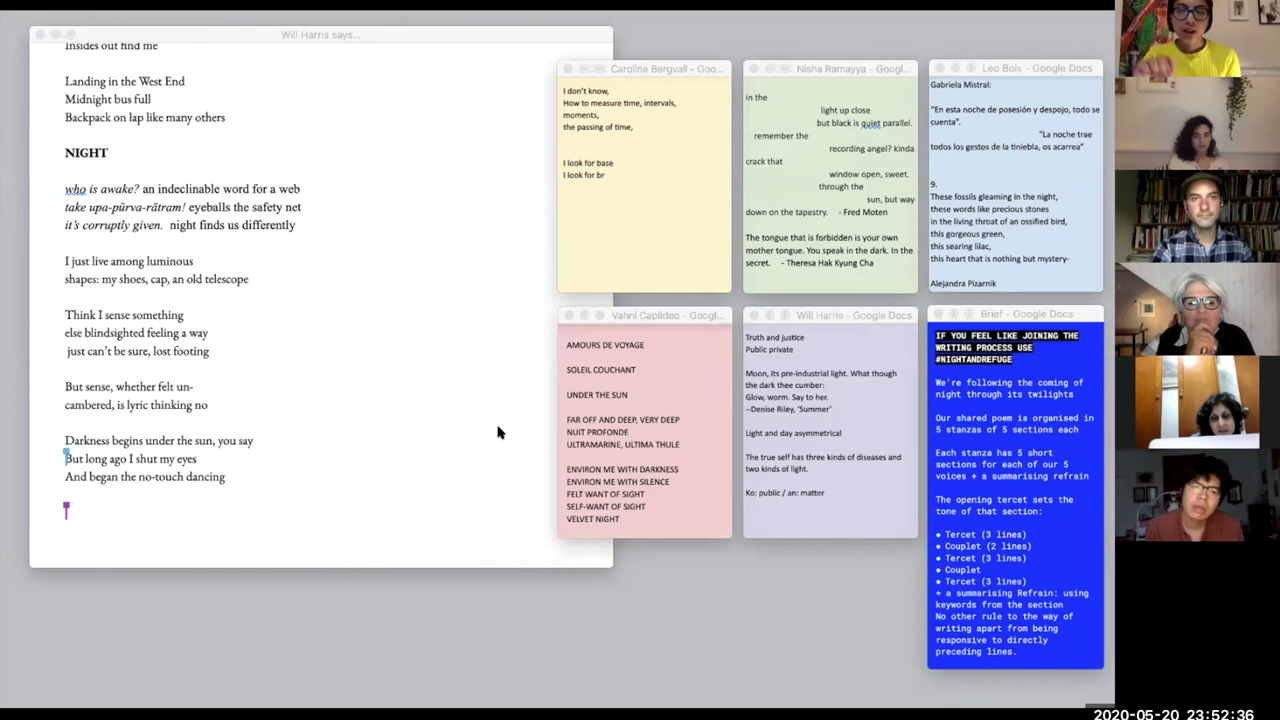 Will Harris says...
Insides out find me
Landing in the West End
Midnight bus full
Backpack on lap like many others
NIGHT
who is awake? an indeclinable word for a web
take upa-pūrva-rātram! eyeballs the safety net
it's corruptly given.  night finds us differently
I just live among luminous
shapes: my shoes, cap, an old telescope
Think I sense something
else blindsighted feeling a way
just can't be sure, lost footing
But sense, whether felt un-
cambered, is lyric thinking no
Darkness begins under the sun, you say
But long ago I shut my eyes
And began the no-touch dancing
Caroline Bergvall - Goo...
I don't know,
How to measure time, intervals,
moments,
the passing of time,
I look for base
I look for br
Nisha Ramayya - Googl...
in the
light up close
but black is quiet parallel.
remember the
recording angel? kinda
crack that
window open, sweet.
through the
sun, but way
down on the tapestry.    - Fred Moten
The tongue that is forbidden is your own
mother tongue. You speak in the dark. In the
secret.    - Theresa Hak Kyung Cha
Leo Boix - Google Docs
Gabriela Mistral:
"En esta noche de posesión y despojo, todo se
cuenta".
"La noche trae
todos los gestos de la tiniebla, os acarrea"
9.
These fossils gleaming in the night,
these words like precious stones
in the living throat of an ossified bird,
this gorgeous green,
this searing lilac,
this heart that is nothing but mystery-
Alejandra Pizarnik
Vahni Capildeo - Googl...
AMOURS DE VOYAGE
SOLEIL COUCHANT
UNDER THE SUN
FAR OFF AND DEEP, VERY DEEP
NUIT PROFONDE
ULTRAMARINE, ULTIMA THULE
ENVIRON ME WITH DARKNESS
ENVIRON ME WITH SILENCE
FELT WANT OF SIGHT
SELF-WANT OF SIGHT
VELVET NIGHT
Will Harris - Google Docs
Truth and justice
Public private
Moon, its pre-industrial light. What though
the dark thee cumber:
Glow, worm. Say to her.
--Denise Riley, 'Summer'
Light and day asymmetrical
The true self has three kinds of diseases and
two kinds of light.
Ko: public / an: matter
Brief - Google Docs
IF YOU FEEL LIKE JOINING THE
WRITING PROCESS USE
#NIGHTANDREFUGE
We're following the coming of
night through its twilights
Our shared poem is organised in
5 stanzas of 5 sections each
Each stanza has 5 short
sections for each of our 5
voices + a summarising refrain
The opening tercet sets the
tone of that section:
● Tercet (3 lines)
● Couplet (2 lines)
● Tercet (3 lines)
● Couplet
● Tercet (3 lines)
+ a summarising Refrain: using
keywords from the section
No other rule to the way of
writing apart from being
responsive to directly
preceding lines.
2020-05-20 23:52:36